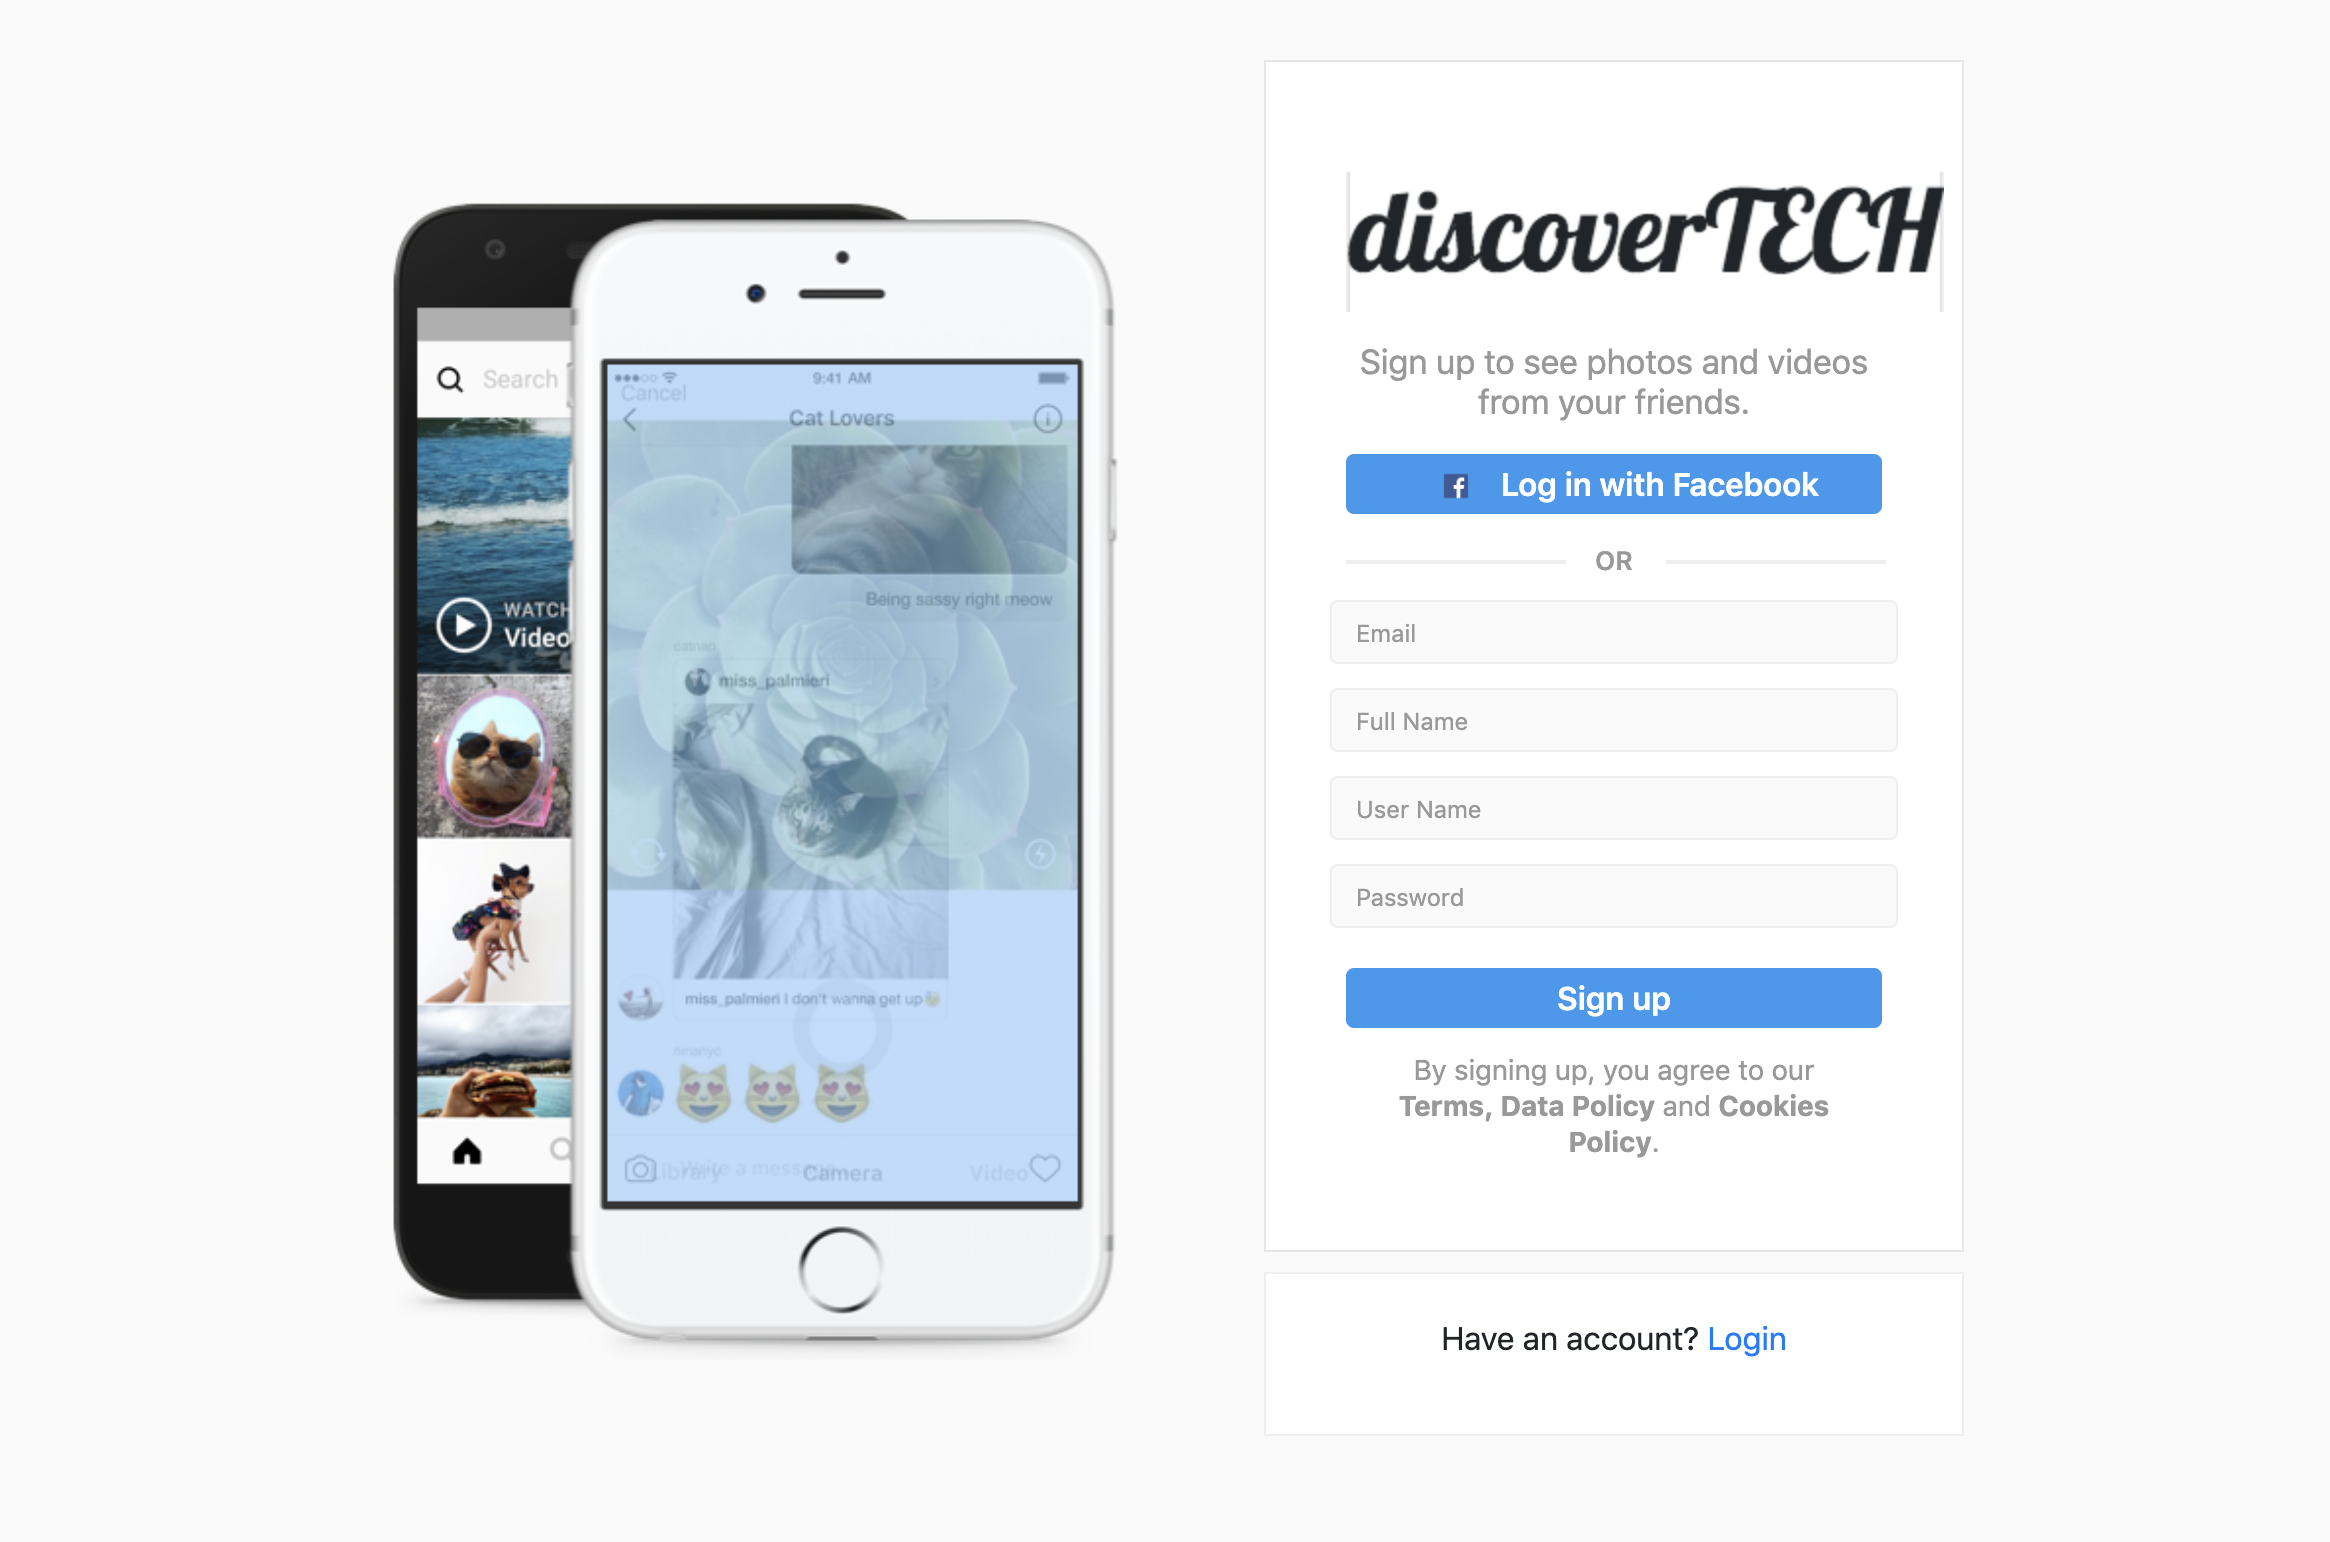 Search
WATCH
Video
9:41 AM
Cancel
Cat Lovers
Being sassy right meow
catnap
miss_palmieri
miss_palmieri I don't wanna get up
ninanyc
Library
Write a message
Camera
Video
discoverTECH
Sign up to see photos and videos
from your friends.
f Log in with Facebook
OR
Email
Full Name
User Name
Password
Sign up
By signing up, you agree to our
Terms, Data Policy and Cookies
Policy.
Have an account? Login